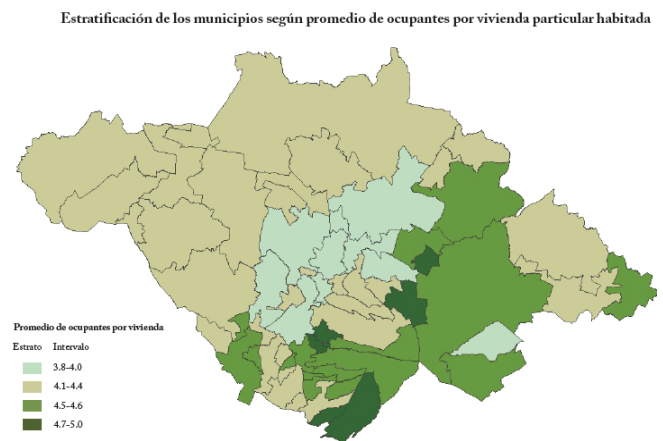 Estratificación de los municipios según promedio de ocupantes por vivienda particular habitada
Promedio de ocupantes por vivienda
Estrato Intervalo
3.8-4.0
4.1-4.4
4.5-4.6
4.7-5.0